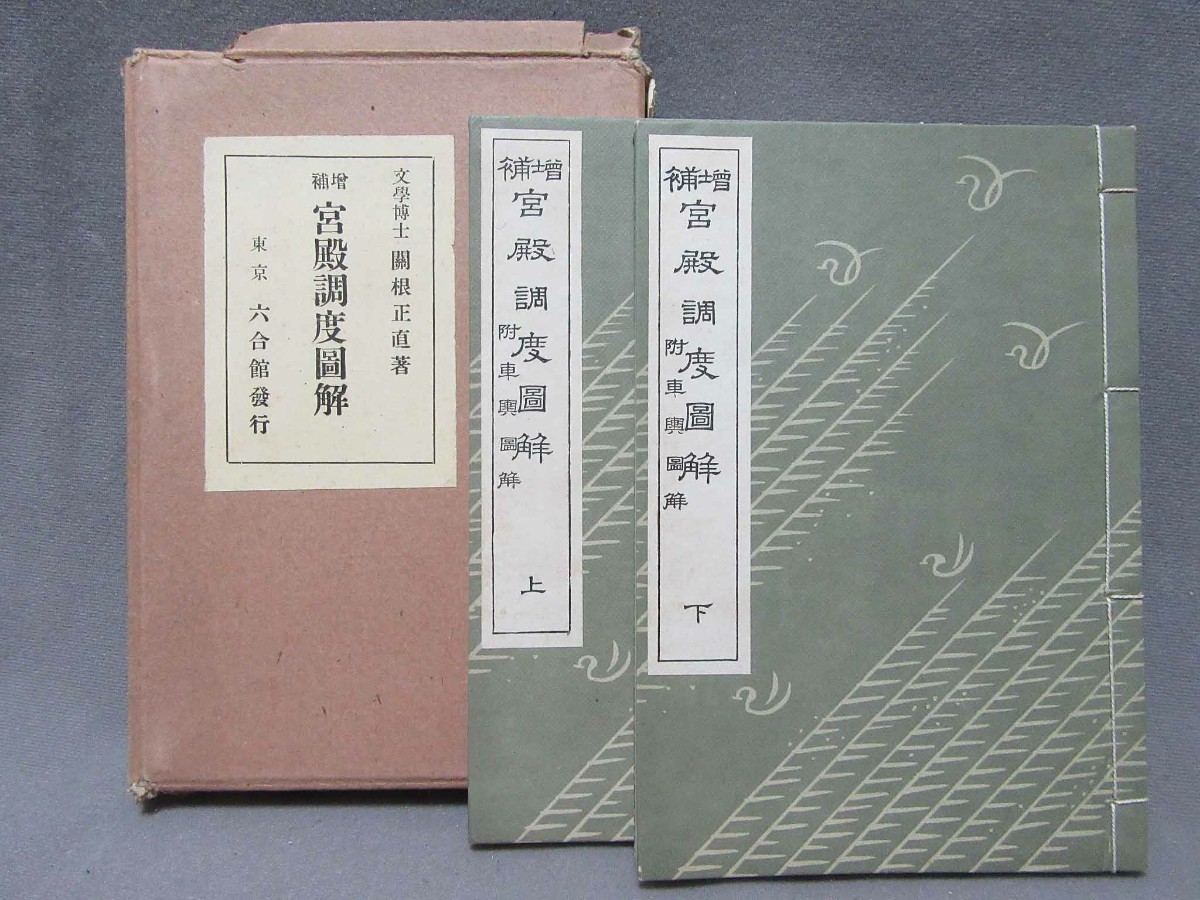 文學博士 關根正直著
增補 宮殿調度圖解
東京 六合館發行
增補 宮殿調度圖解
附車輿圖解
上
增補 宮殿調度圖解
附車輿圖解
下